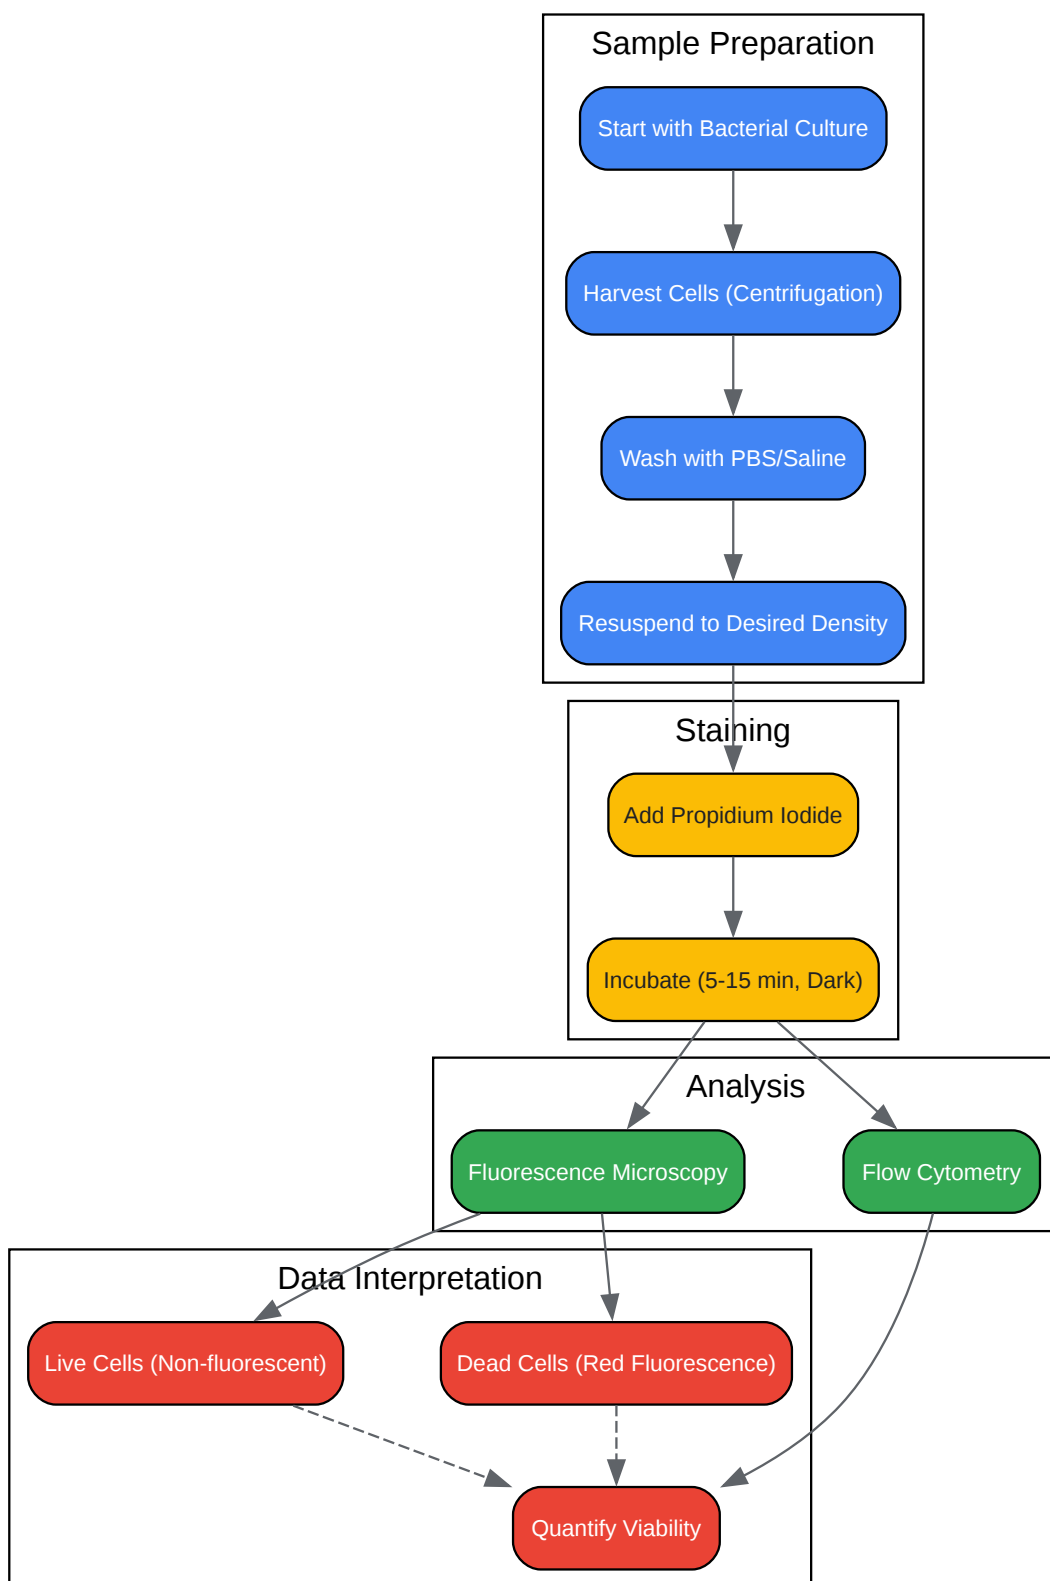 Sample Preparation
Start with Bacterial Culture
Harvest Cells (Centrifugation)
Wash with PBS/Saline
Resuspend to Desired Density
Staining
Add Propidium Iodide
Incubate (5-15 min, Dark)
Analysis
Fluorescence Microscopy
Flow Cytometry
Data Interpretation
Live Cells (Non-fluorescent)
Dead Cells (Red Fluorescence)
Quantify Viability